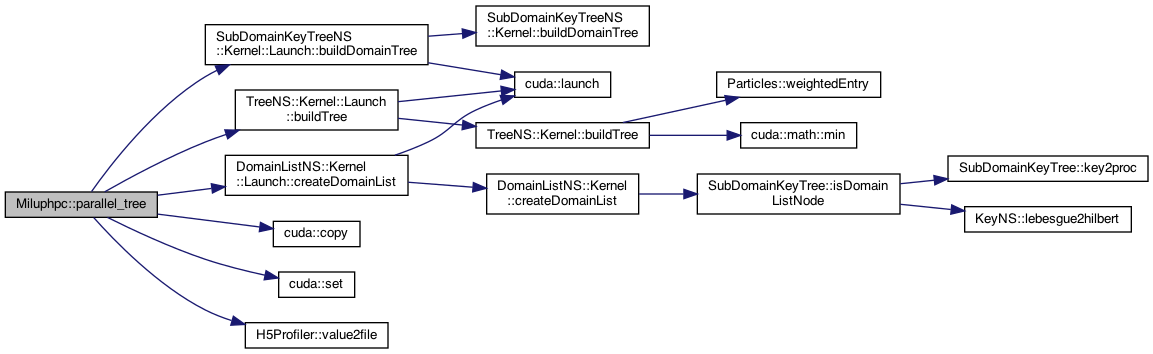 Miluphpc::parallel_tree
SubDomainKeyTreeNS
::Kernel::Launch::buildDomainTree
TreeNS::Kernel::Launch
::buildTree
DomainListNS::Kernel
::Launch::createDomainList
cuda::copy
cuda::set
H5Profiler::value2file
SubDomainKeyTreeNS
::Kernel::buildDomainTree
cuda::launch
TreeNS::Kernel::buildTree
DomainListNS::Kernel
::createDomainList
Particles::weightedEntry
cuda::math::min
SubDomainKeyTree::isDomain
ListNode
SubDomainKeyTree::key2proc
KeyNS::lebesgue2hilbert